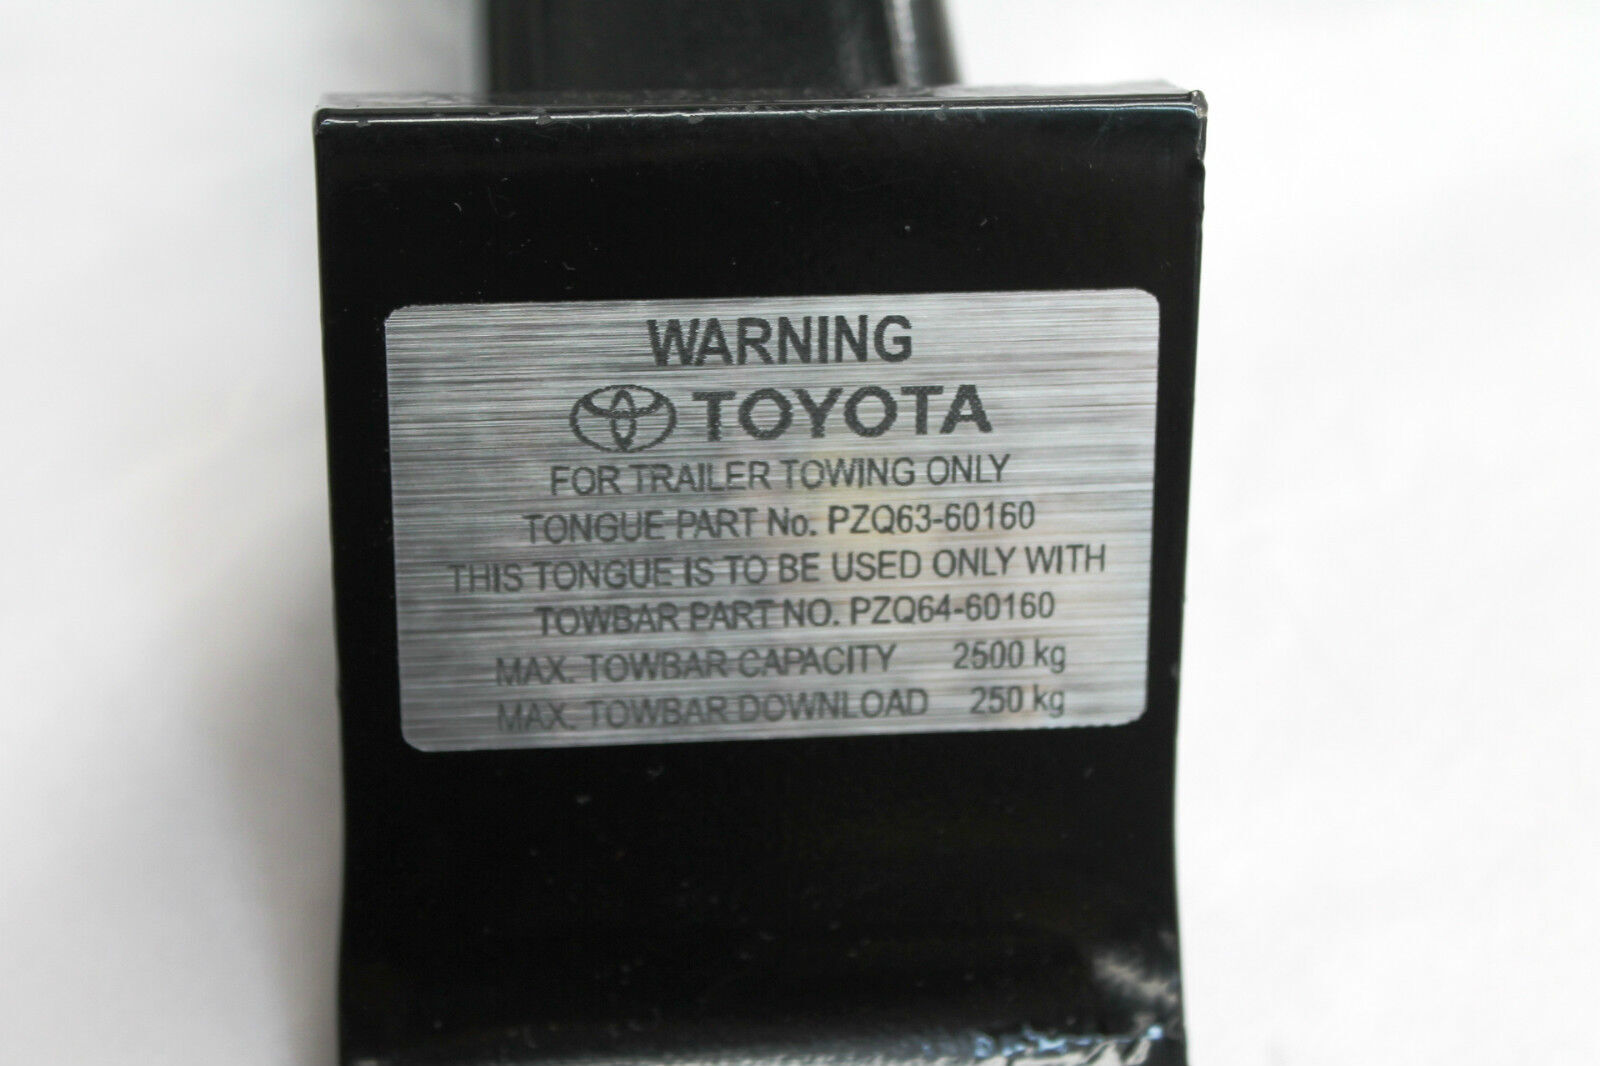 WARNING
TOYOTA
FOR TRAILER TOWING ONLY
TONGUE PART No. PZQ63-60160
THIS TONGUE IS TO BE USED ONLY WITH
TOWBAR PART NO. PZQ64-60160
MAX. TOWBAR CAPACITY 2500 kg
MAX. TOWBAR DOWNLOAD 250 kg